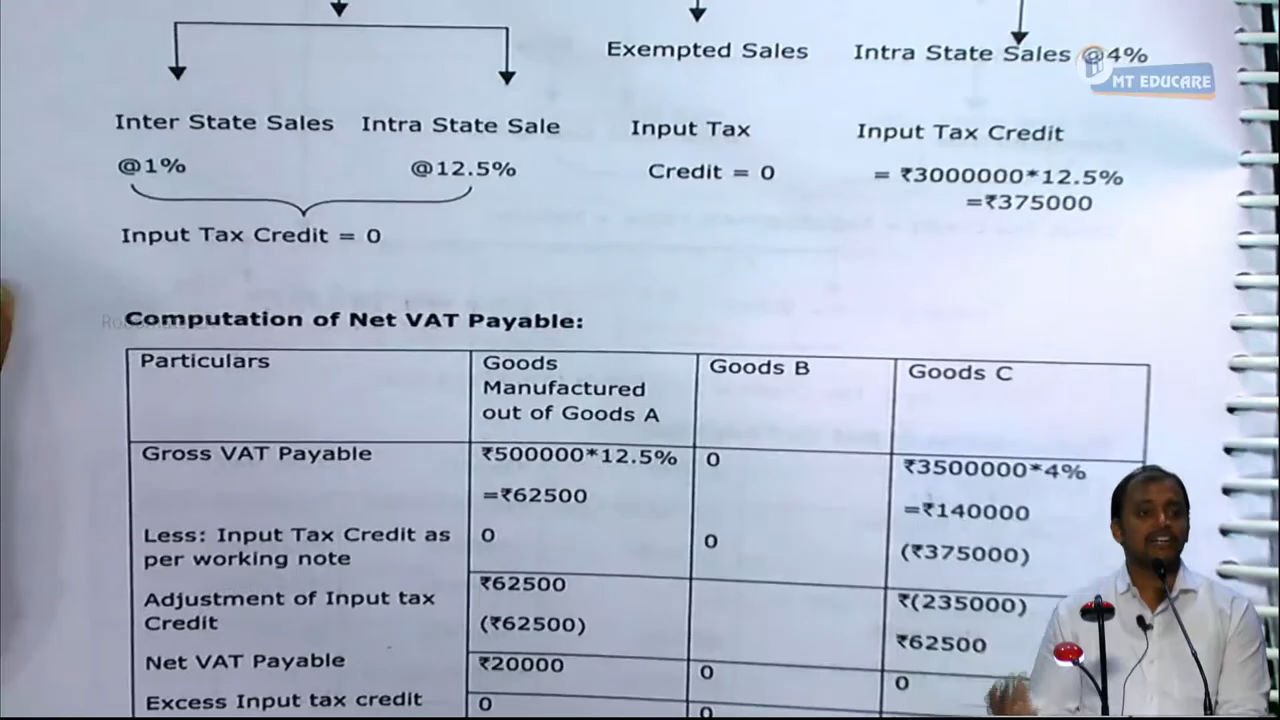 Exempted Sales
Intra State Sales @4%
MT EDUCARE
Inter State Sales
Intra State Sale
Input Tax
Input Tax Credit
@1%
@12.5%
Credit = 0
= ₹3000000*12.5%
=₹375000
Input Tax Credit = 0
Computation of Net VAT Payable:
Particulars
Goods
Manufactured
out of Goods A
Goods B
Goods C
Gross VAT Payable
₹500000*12.5%
=₹62500
0
₹3500000*4%
=₹140000
Less: Input Tax Credit as
per working note
0
0
(₹375000)
Adjustment of Input tax
Credit
₹62500
(₹62500)
₹(235000)
₹62500
Net VAT Payable
₹20000
0
0
Excess Input tax credit
0
0